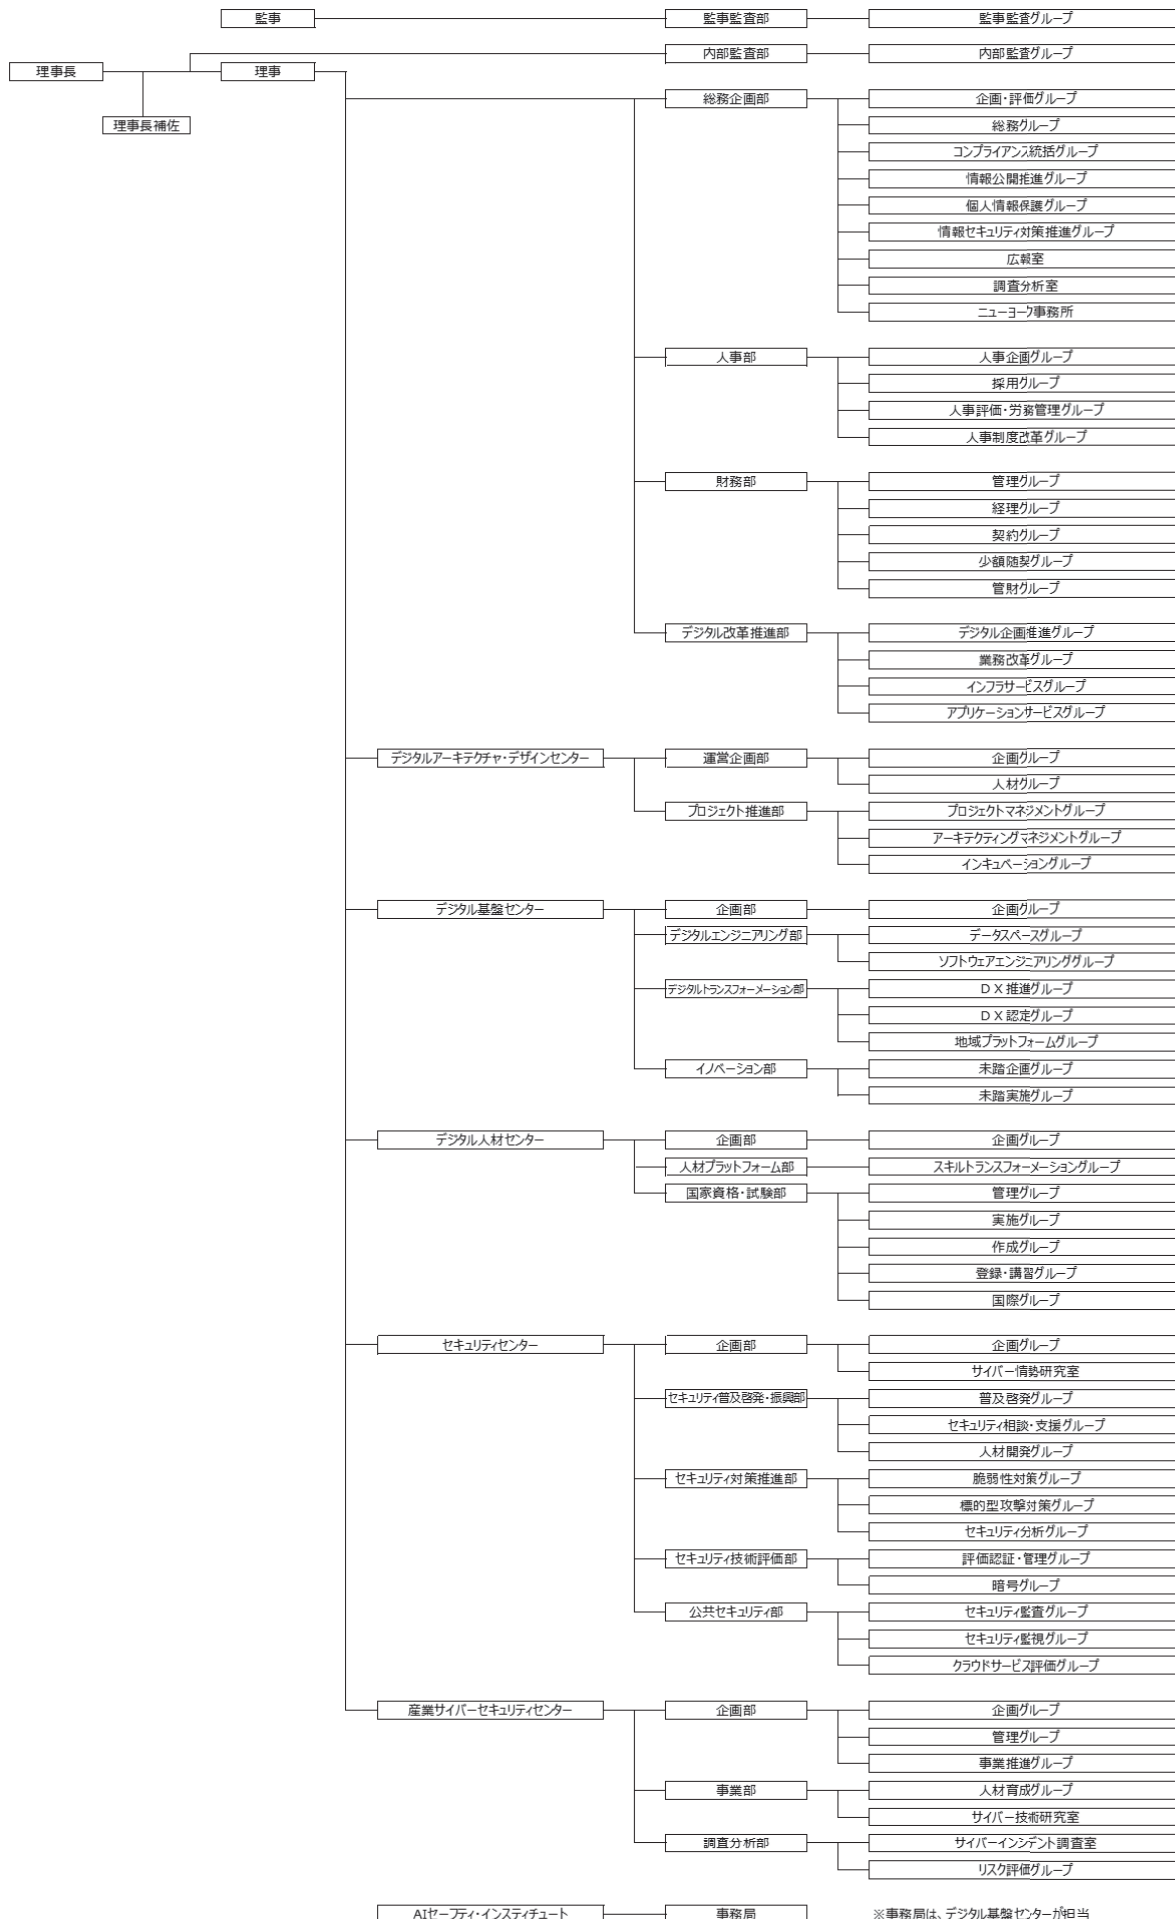 監事 監事監査部 監事監査グループ
内部監査部 内部監査グループ
理事長 理事
総務企画部 企画・評価グループ
理事長補佐
総務グループ
コンプライアンス統括グループ
情報公開推進グループ
個人情報保護グループ
情報セキュリティ対策推進グループ
広報室
調査分析室
ニューヨーク事務所
人事部 人事企画グループ
採用グループ
人事評価・労務管理グループ
人事制度改革グループ
財務部 管理グループ
経理グループ
契約グループ
少額随契グループ
管財グループ
デジタル改革推進部 デジタル企画推進グループ
業務改革グループ
インフラサービスグループ
アプリケーションサービスグループ
デジタルアーキテクチャ・デザインセンター 運営企画部 企画グループ
人材グループ
プロジェクト推進部 プロジェクトマネジメントグループ
アーキテクティングマネジメントグループ
インキュベーショングループ
デジタル基盤センター 企画部 企画グループ
デジタルエンジニアリング部 データスペースグループ
ソフトウェアエンジニアリンググループ
デジタルトランスフォーメーション部 DX推進グループ
DX認定グループ
地域プラットフォームグループ
イノベーション部 未踏企画グループ
未踏実施グループ
デジタル人材センター 企画部 企画グループ
人材プラットフォーム部 スキルトランスフォーメーショングループ
国家資格・試験部 管理グループ
実施グループ
作成グループ
登録・講習グループ
国際グループ
セキュリティセンター 企画部 企画グループ
サイバー情勢研究室
セキュリティ普及啓発・振興部 普及啓発グループ
セキュリティ相談・支援グループ
人材開発グループ
セキュリティ対策推進部 脆弱性対策グループ
標的型攻撃対策グループ
セキュリティ分析グループ
セキュリティ技術評価部 評価認証・管理グループ
暗号グループ
公共セキュリティ部 セキュリティ監査グループ
セキュリティ監視グループ
クラウドサービス評価グループ
産業サイバーセキュリティセンター 企画部 企画グループ
管理グループ
事業推進グループ
事業部 人材育成グループ
サイバー技術研究室
調査分析部 サイバーインシデント調査室
リスク評価グループ
AIセーフティ・インスティテュート 事務局 ※事務局は、デジタル基盤センターが担当